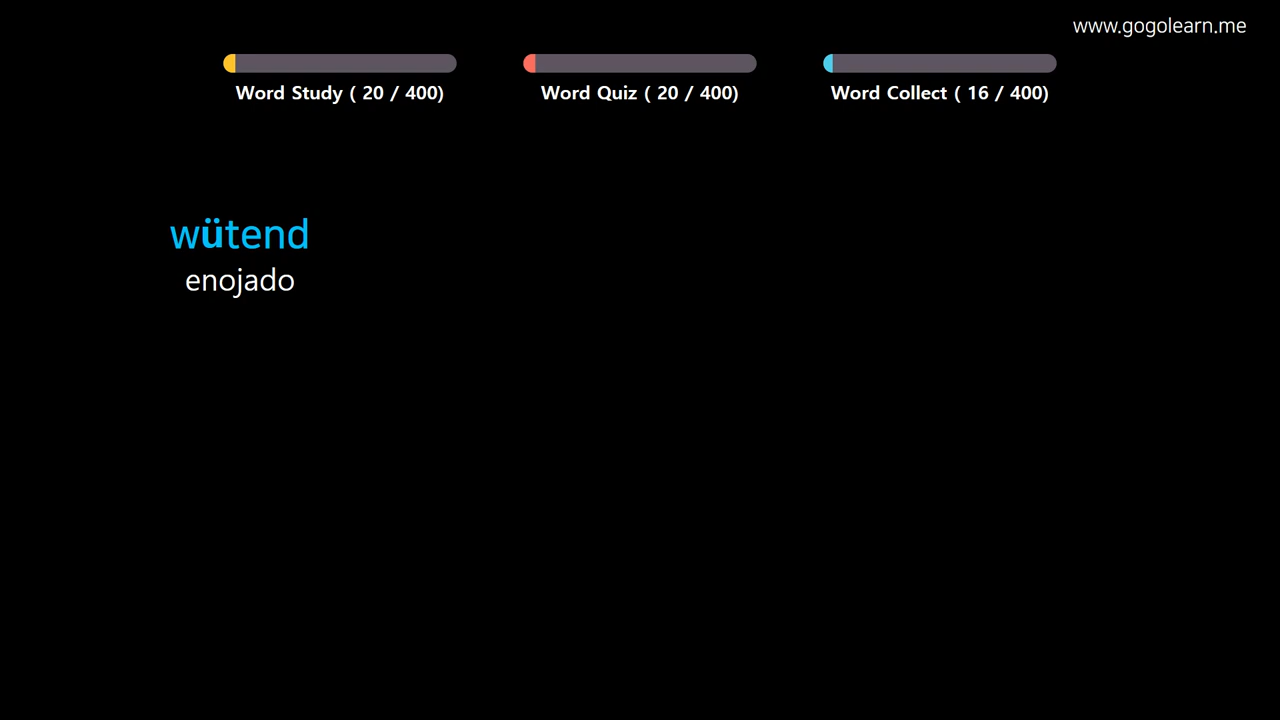 www.gogolearn.me
Word Study ( 20 / 400)
Word Quiz ( 20 / 400)
Word Collect ( 16 / 400)
wütend
enojado